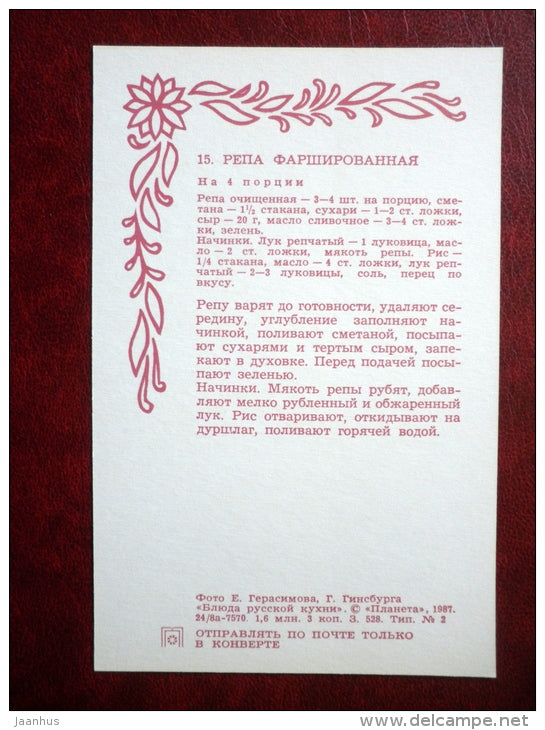 15. РЕПА ФАРШИРОВАННАЯ
На 4 порции
Репа очищенная — 3—4 шт. на порцию, сме-
тана — 1½ стакана, сухари — 1—2 ст. ложки,
сыр — 20 г, масло сливочное — 3—4 ст. лож-
ки, зелень.
Начинки. Лук репчатый — 1 луковица, мас-
ло — 2 ст. ложки, мякоть репы. Рис —
1/4 стакана, масло — 4 ст. ложки, лук реп-
чатый — 2—3 луковицы, соль, перец по
вкусу.
Репу варят до готовности, удаляют се-
редину, углубление заполняют на-
чинкой, поливают сметаной, посыпа-
ют сухарями и тертым сыром, запе-
кают в духовке. Перед подачей посы-
пают зеленью.
Начинки. Мякоть репы рубят, добав-
ляют мелко рубленный и обжаренный
лук. Рис отваривают, откидывают на
дуршлаг, поливают горячей водой.
Фото Е. Герасимова, Г. Гинсбурга
«Блюда русской кухни». © «Планета», 1987.
24/8а-7570. 1,6 млн. 3 коп. З. 538. Тип. № 2
ОТПРАВЛЯТЬ ПО ПОЧТЕ ТОЛЬКО
В КОНВЕРТЕ
jaanhus
www.delcampe.net